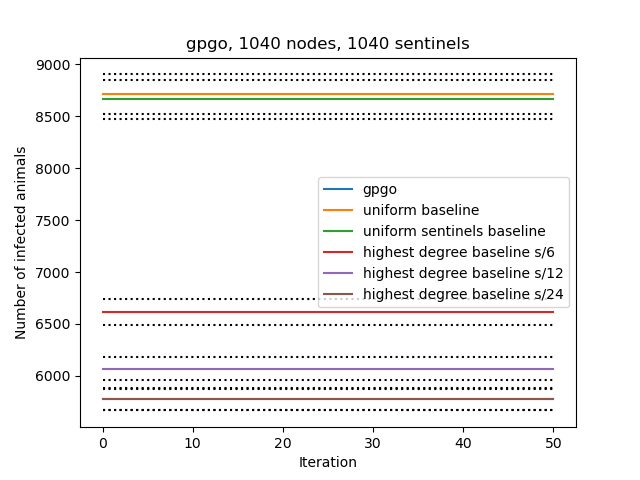 gpgo, 1040 nodes, 1040 sentinels
Number of infected animals
9000
8500
8000
7500
7000
6500
6000
gpgo
uniform baseline
uniform sentinels baseline
highest degree baseline s/6
highest degree baseline s/12
highest degree baseline s/24
0 10 20 30 40 50
Iteration